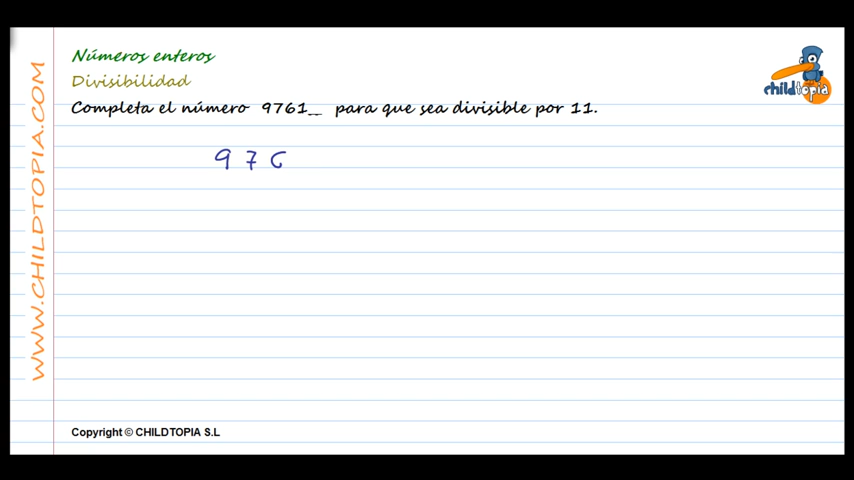 Números enteros
Divisibilidad
Completa el número 9761__ para que sea divisible por 11.
childtopia
9 7 6
WWW.CHILDTOPIA.COM
Copyright © CHILDTOPIA S.L